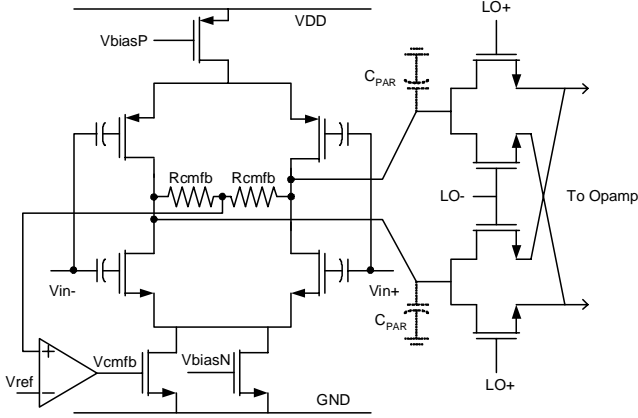 VDD
LO+
VbiasP
CPAR
Rcmfb Rcmfb
LO-
To Opamp
Vin-
Vin+
CPAR
+
Vcmfb
VbiasN
Vref
−
GND
LO+